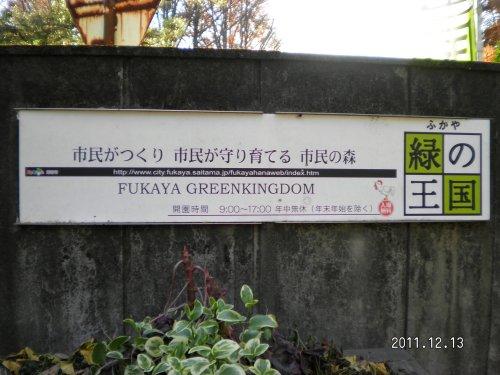 市民がつくり 市民が守り育てる 市民の森
http://www.city.fukaya.saitama.jp/fukayahanaweb/index.htm
FUKAYA GREENKINGDOM
開園時間 9:00~17:00 年中無休（年末年始を除く）
ふかや
緑の
王国
2011.12.13